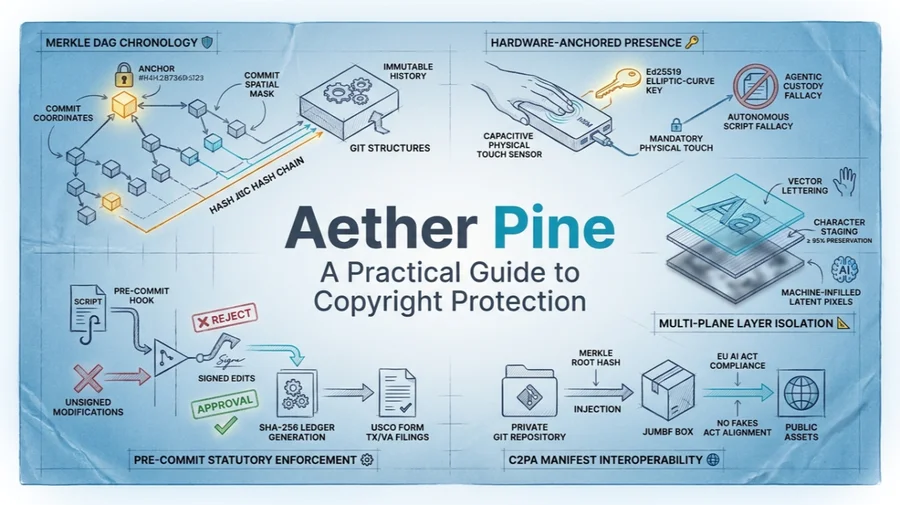 MERKLE DAG CHRONOLOGY
ANCHOR
COMMIT
SPATIAL
MASK
COMMIT
COORDINATES
IMMUTABLE
HISTORY
GIT STRUCTURES
HASH
HASH CHAIN
HARDWARE-ANCHORED PRESENCE
Ed25519
ELLIPTIC-CURVE
KEY
AGENTIC
CUSTODY
FALLACY
AUTONOMOUS
SCRIPT FALLACY
CAPACITIVE
PHYSICAL
TOUCH SENSOR
MANDATORY
PHYSICAL TOUCH
Aether Pine
A Practical Guide to
Copyright Protection
VECTOR
LETTERING
Aa
CHARACTER
STAGING
≥ 95% PRESERVATION
AI
MACHINE-INFILLED
LATENT PIXELS
MULTI-PLANE LAYER ISOLATION
SCRIPT
PRE-COMMIT
HOOK
REJECT
Signe
SIGNED EDITS
UNSIGNED
MODIFICATIONS
APPROVAL
SHA-256 LEDGER
GENERATION
USCO FORM
TX/VA FILINGS
PRE-COMMIT STATUTORY ENFORCEMENT
MERKLE
ROOT HASH
INJECTION
PRIVATE
GIT REPOSITORY
JUMBF BOX
EU AI ACT
COMPLIANCE
NO FAKES
ACT ALIGNMENT
PUBLIC
ASSETS
C2PA MANIFEST INTEROPERABILITY